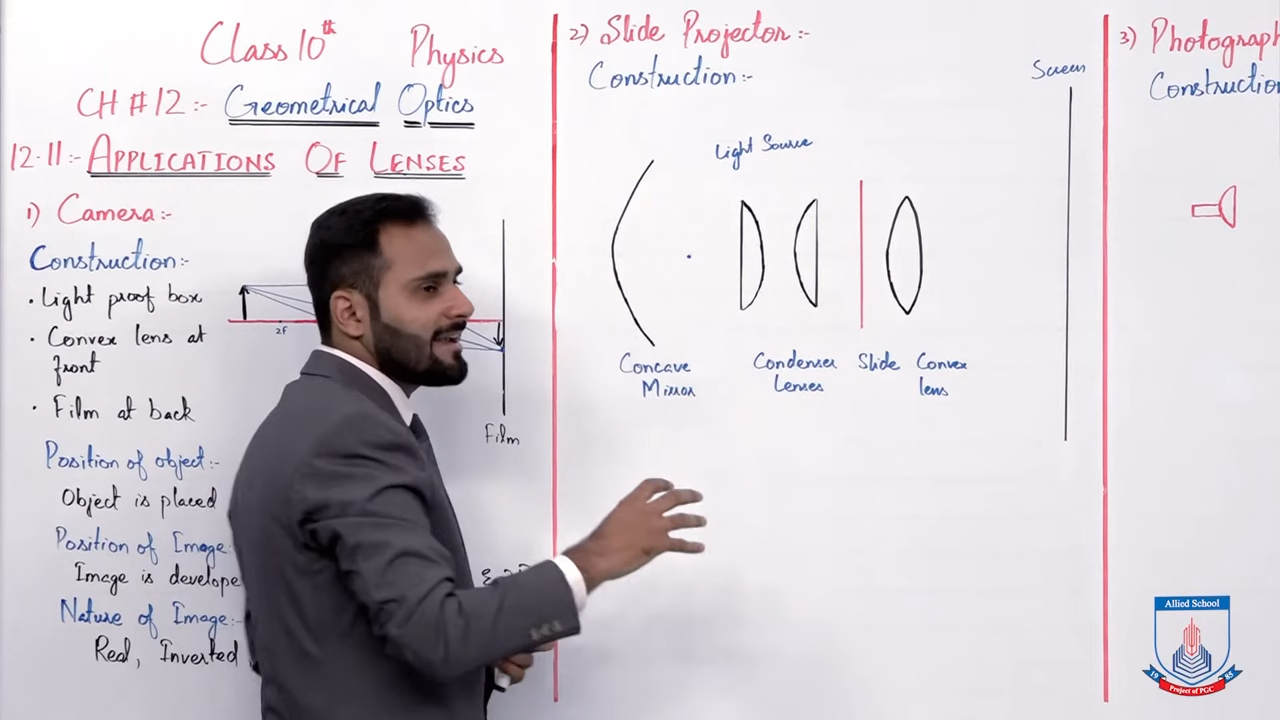 Class 10th Physics
CH # 12:- Geometrical Optics
12.11:- APPLICATIONS OF LENSES
1) Camera:-
Construction:-
· Light proof box
· Convex lens at
front
· Film at back
2F
Film
Position of object:-
Object is placed
Position of Image
Image is develope
Nature of Image:-
Real, Inverted
2) Slide Projector:-
Construction:-
Screen
Light Source
Concave
Mirror
Condenser
Lenses
Slide
Convex
lens
3) Photograph
Construction
Allied School
19 85
Project of PGC